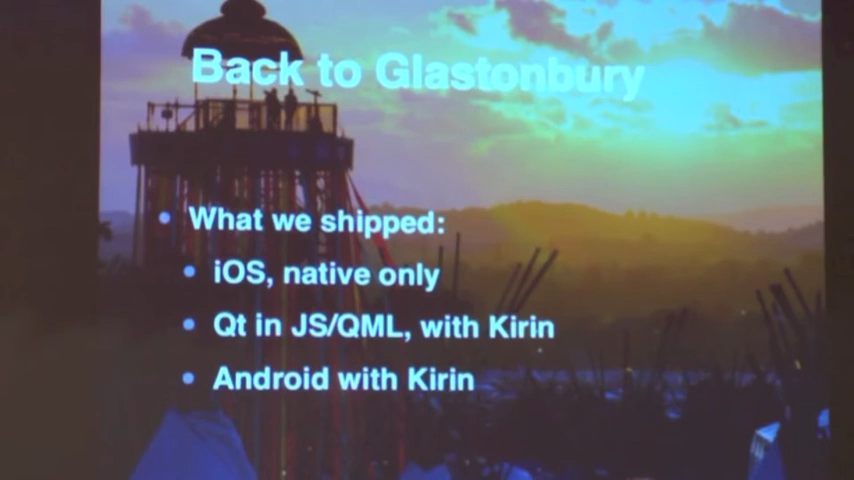 Back to Glastonbury
• What we shipped:
• iOS, native only
• Qt in JS/QML, with Kirin
• Android with Kirin